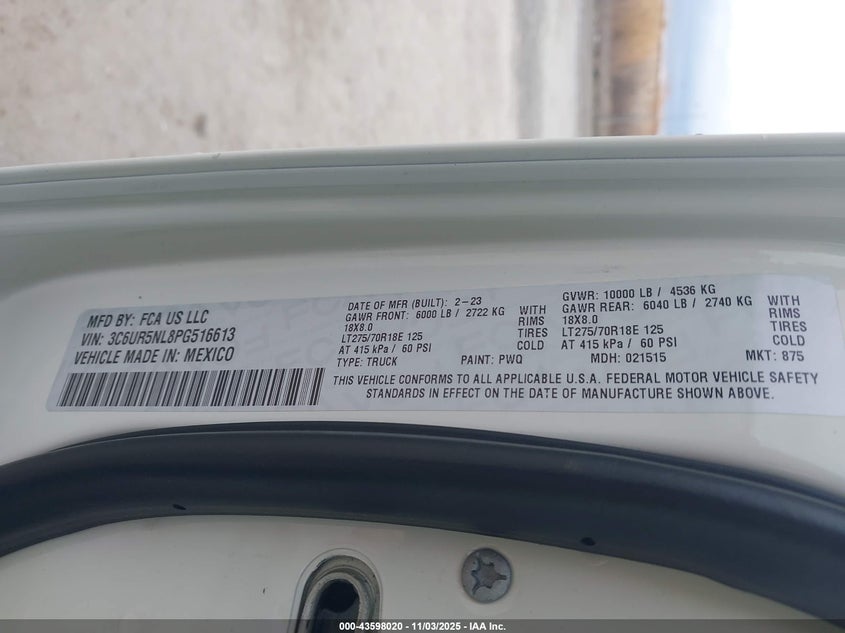 MFD BY: FCA US LLC
VIN: 3C6UR5NL8PG516613
VEHICLE MADE IN: MEXICO
DATE OF MFR (BUILT): 2-23
GAWR FRONT: 6000 LB / 2722 KG WITH
18X8.0 RIMS
LT275/70R18E 125 TIRES
AT 415 kPa / 60 PSI COLD
TYPE: TRUCK PAINT: PWQ
GVWR: 10000 LB / 4536 KG
GAWR REAR: 6040 LB / 2740 KG WITH
18X8.0 RIMS
LT275/70R18E 125 TIRES
AT 415 kPa / 60 PSI COLD
MDH: 021515 MKT: 875
THIS VEHICLE CONFORMS TO ALL APPLICABLE U.S.A. FEDERAL MOTOR VEHICLE SAFETY
STANDARDS IN EFFECT ON THE DATE OF MANUFACTURE SHOWN ABOVE.
000-43598020 - 11/03/2025 - IAA Inc.